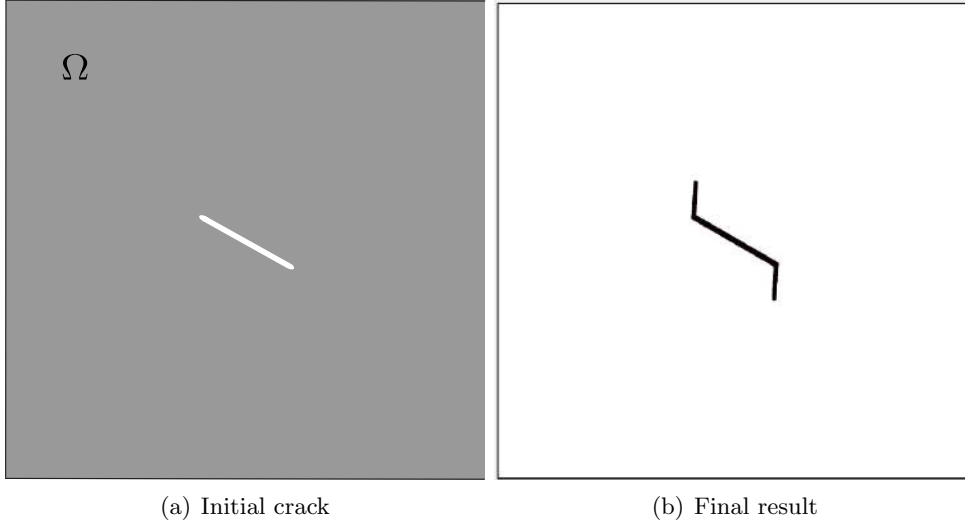 Ω
(a) Initial crack
(b) Final result